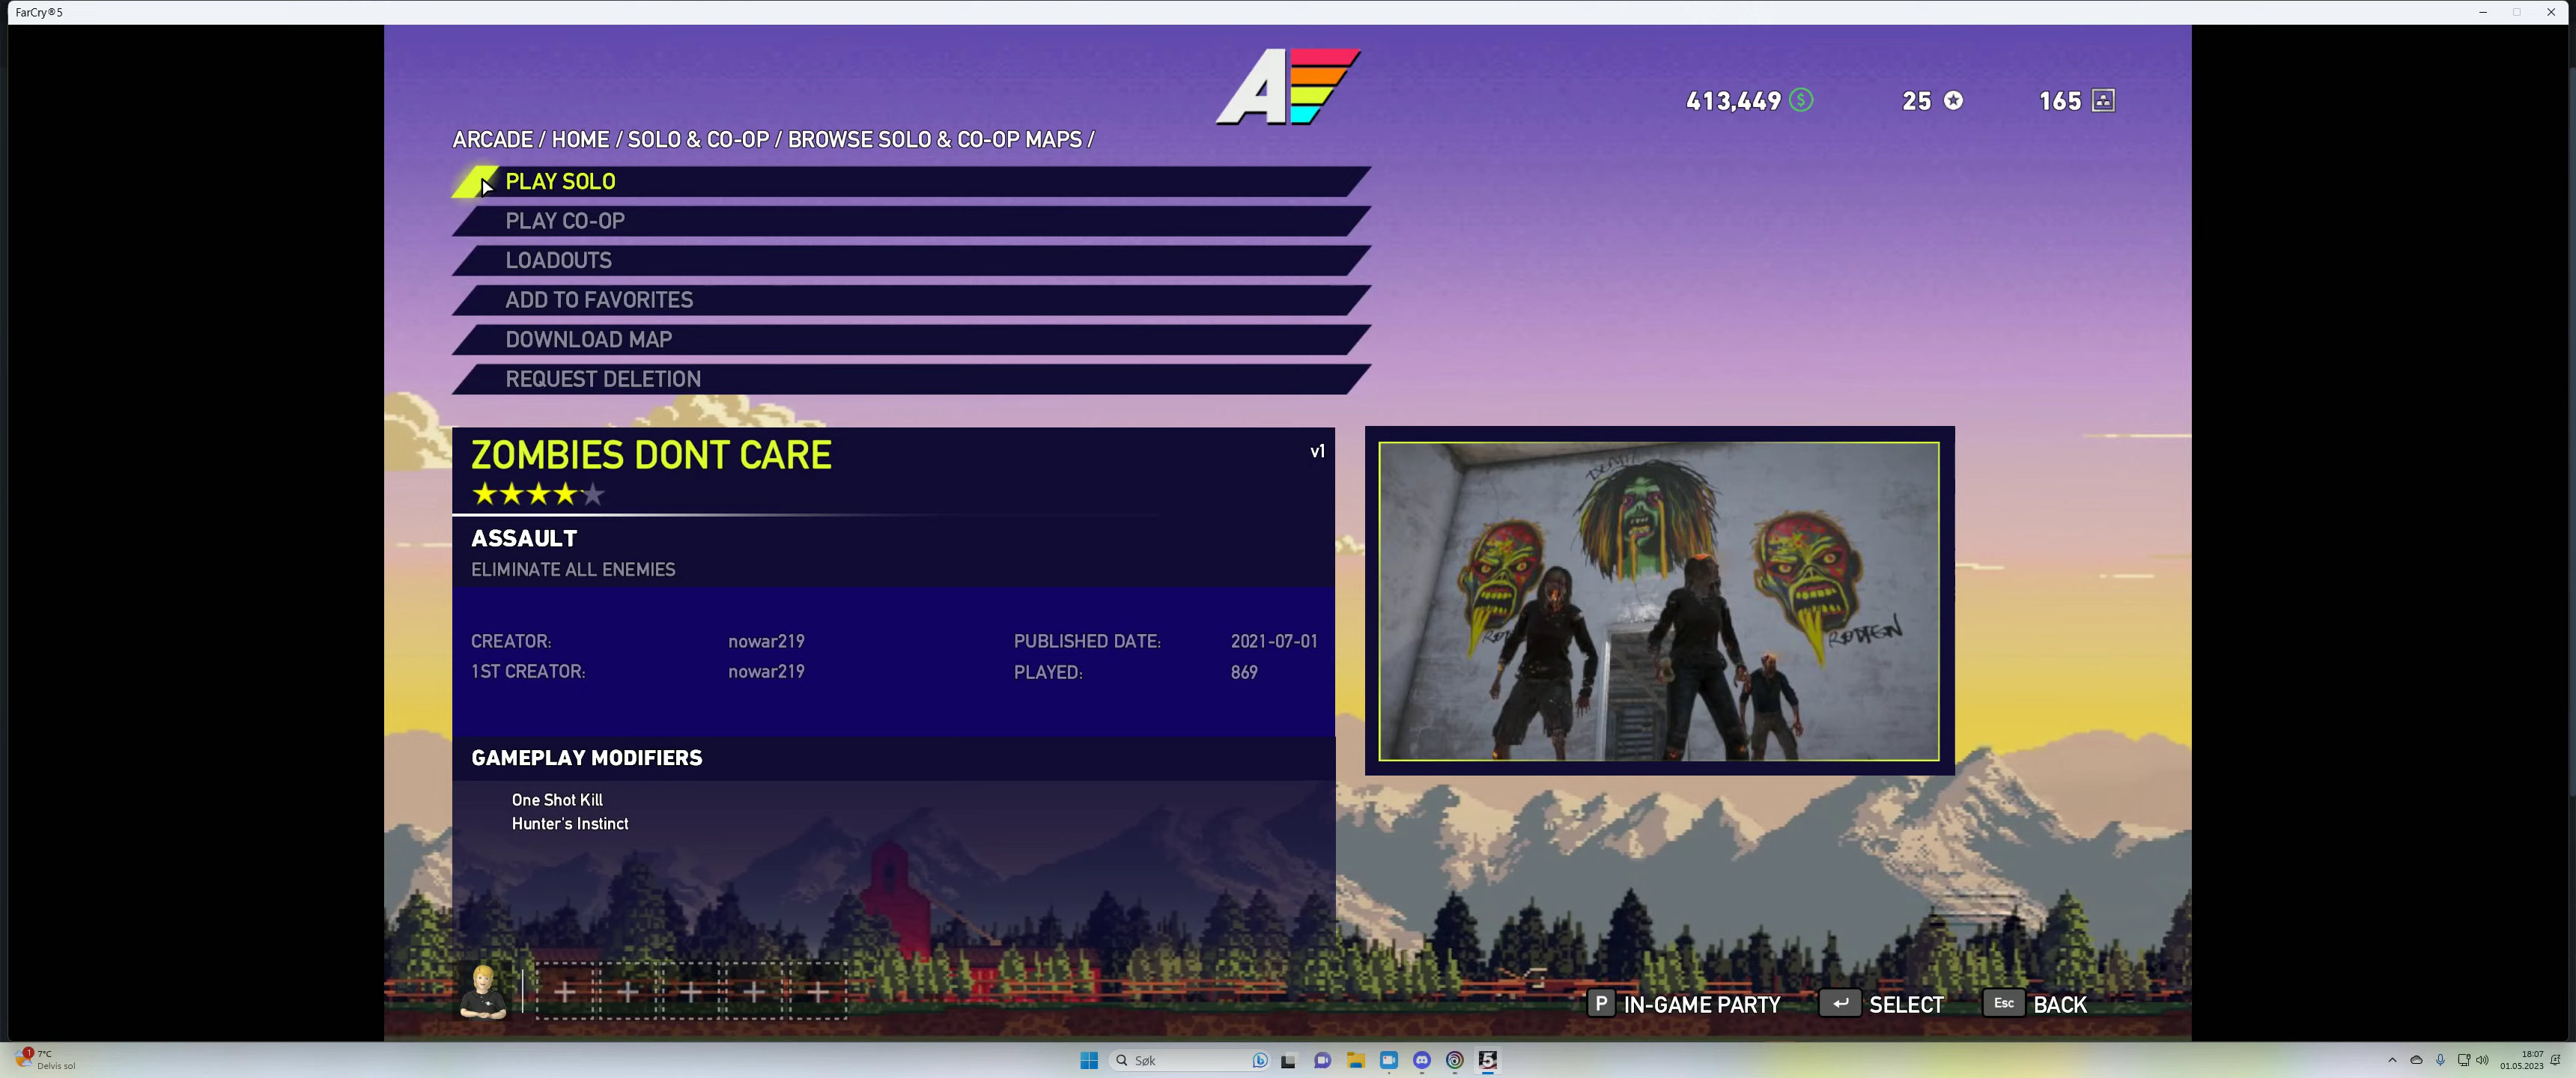 FarCry®5
413,449
25
165
ARCADE / HOME / SOLO & CO-OP / BROWSE SOLO & CO-OP MAPS /
PLAY SOLO
PLAY CO-OP
LOADOUTS
ADD TO FAVORITES
DOWNLOAD MAP
REQUEST DELETION
ZOMBIES DONT CARE
v1
ASSAULT
ELIMINATE ALL ENEMIES
CREATOR: nowar219 PUBLISHED DATE: 2021-07-01
1ST CREATOR: nowar219 PLAYED: 869
GAMEPLAY MODIFIERS
One Shot Kill
Hunter's Instinct
P IN-GAME PARTY SELECT Esc BACK
1
7°C
Delvis sol
Søk
5
18:07
01.05.2023